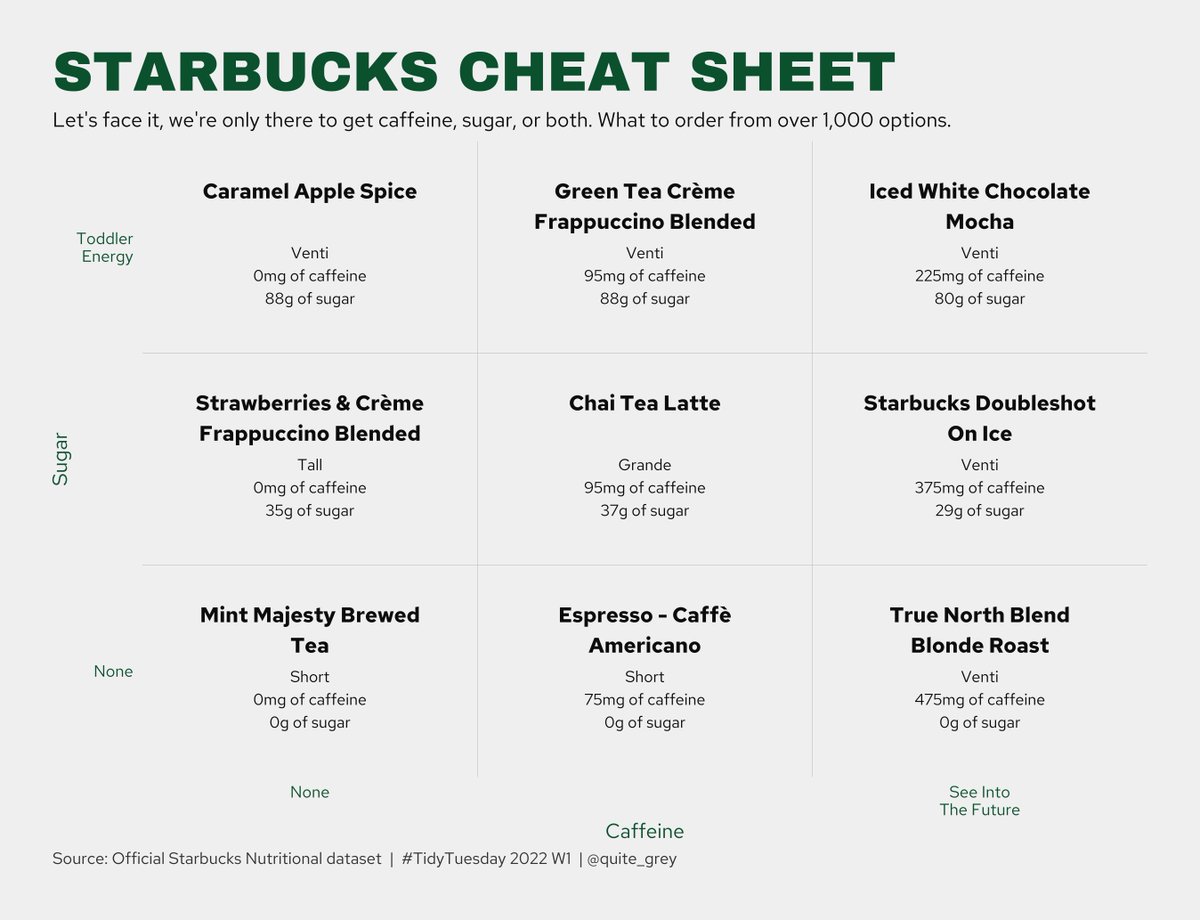 STARBUCKS CHEAT SHEET
Let's face it, we're only there to get caffeine, sugar, or both. What to order from over 1,000 options.
Toddler
Energy
Caramel Apple Spice
Venti
0mg of caffeine
88g of sugar
Green Tea Crème
Frappuccino Blended
Venti
95mg of caffeine
88g of sugar
Iced White Chocolate
Mocha
Venti
225mg of caffeine
80g of sugar
Sugar
Strawberries & Crème
Frappuccino Blended
Tall
0mg of caffeine
35g of sugar
Chai Tea Latte
Grande
95mg of caffeine
37g of sugar
Starbucks Doubleshot
On Ice
Venti
375mg of caffeine
29g of sugar
None
Mint Majesty Brewed
Tea
Short
0mg of caffeine
0g of sugar
Espresso - Caffè
Americano
Short
75mg of caffeine
0g of sugar
True North Blend
Blonde Roast
Venti
475mg of caffeine
0g of sugar
None
See Into
The Future
Caffeine
Source: Official Starbucks Nutritional dataset | #TidyTuesday 2022 W1 | @quite_grey